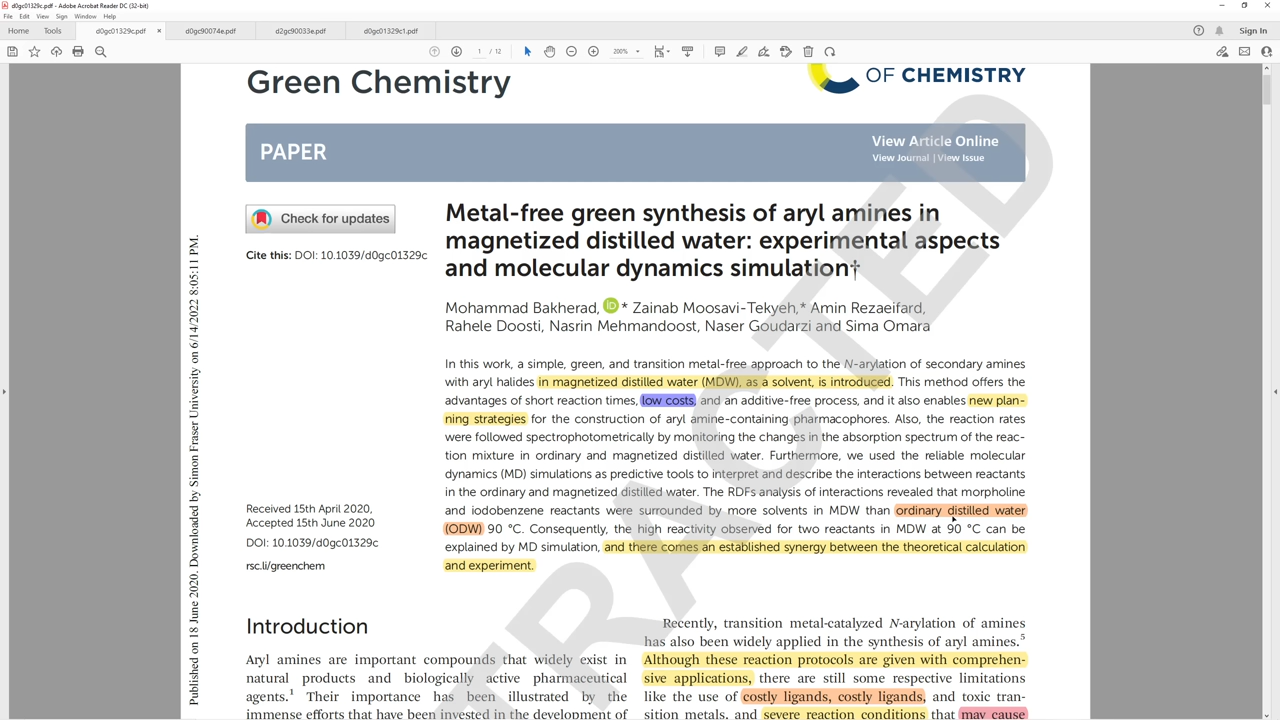 d0gc01329c.pdf - Adobe Acrobat Reader DC (32-bit)
File Edit View Sign Window Help
Home Tools d0gc01329c.pdf × d0gc90074e.pdf d2gc90033e.pdf d0gc01329c1.pdf Sign In
1 / 12 200%
Green Chemistry
OF CHEMISTRY
PAPER
View Article Online
View Journal | View Issue
Check for updates
Cite this: DOI: 10.1039/d0gc01329c
Metal-free green synthesis of aryl amines in
magnetized distilled water: experimental aspects
and molecular dynamics simulation†
Mohammad Bakherad, iD * Zainab Moosavi-Tekyeh,* Amin Rezaeifard,
Rahele Doosti, Nasrin Mehmandoost, Naser Goudarzi and Sima Omara
In this work, a simple, green, and transition metal-free approach to the N-arylation of secondary amines
with aryl halides in magnetized distilled water (MDW), as a solvent, is introduced. This method offers the
advantages of short reaction times, low costs, and an additive-free process, and it also enables new plan-
ning strategies for the construction of aryl amine-containing pharmacophores. Also, the reaction rates
were followed spectrophotometrically by monitoring the changes in the absorption spectrum of the reac-
tion mixture in ordinary and magnetized distilled water. Furthermore, we used the reliable molecular
dynamics (MD) simulations as predictive tools to interpret and describe the interactions between reactants
in the ordinary and magnetized distilled water. The RDFs analysis of interactions revealed that morpholine
and iodobenzene reactants were surrounded by more solvents in MDW than ordinary distilled water
(ODW) 90 °C. Consequently, the high reactivity observed for two reactants in MDW at 90 °C can be
explained by MD simulation, and there comes an established synergy between the theoretical calculation
and experiment.
Received 15th April 2020,
Accepted 15th June 2020
DOI: 10.1039/d0gc01329c
rsc.li/greenchem
Introduction
Aryl amines are important compounds that widely exist in
natural products and biologically active pharmaceutical
agents.1 Their importance has been illustrated by the
immense efforts that have been invested in the development of
Recently, transition metal-catalyzed N-arylation of amines
has also been widely applied in the synthesis of aryl amines.5
Although these reaction protocols are given with comprehen-
sive applications, there are still some respective limitations
like the use of costly ligands, costly ligands, and toxic tran-
sition metals, and severe reaction conditions that may cause
Published on 18 June 2020. Downloaded by Simon Fraser University on 6/14/2022 8:05:11 PM.
TRACTED